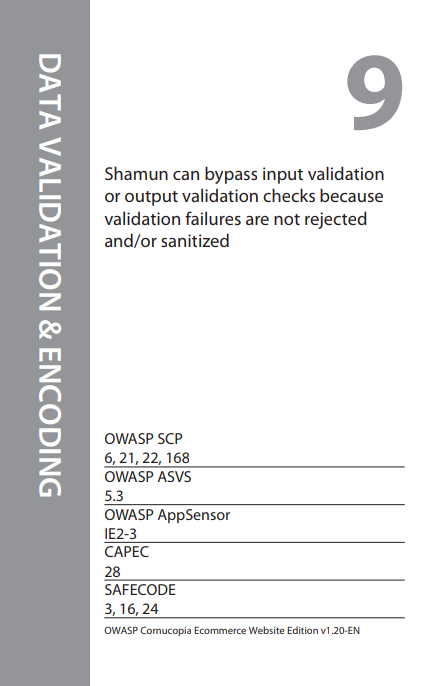 DATA VALIDATION & ENCODING
9
Shamun can bypass input validation
or output validation checks because
validation failures are not rejected
and/or sanitized
OWASP SCP
6, 21, 22, 168
OWASP ASVS
5.3
OWASP AppSensor
IE2-3
CAPEC
28
SAFECODE
3, 16, 24
OWASP Cornucopia Ecommerce Website Edition v1.20-EN